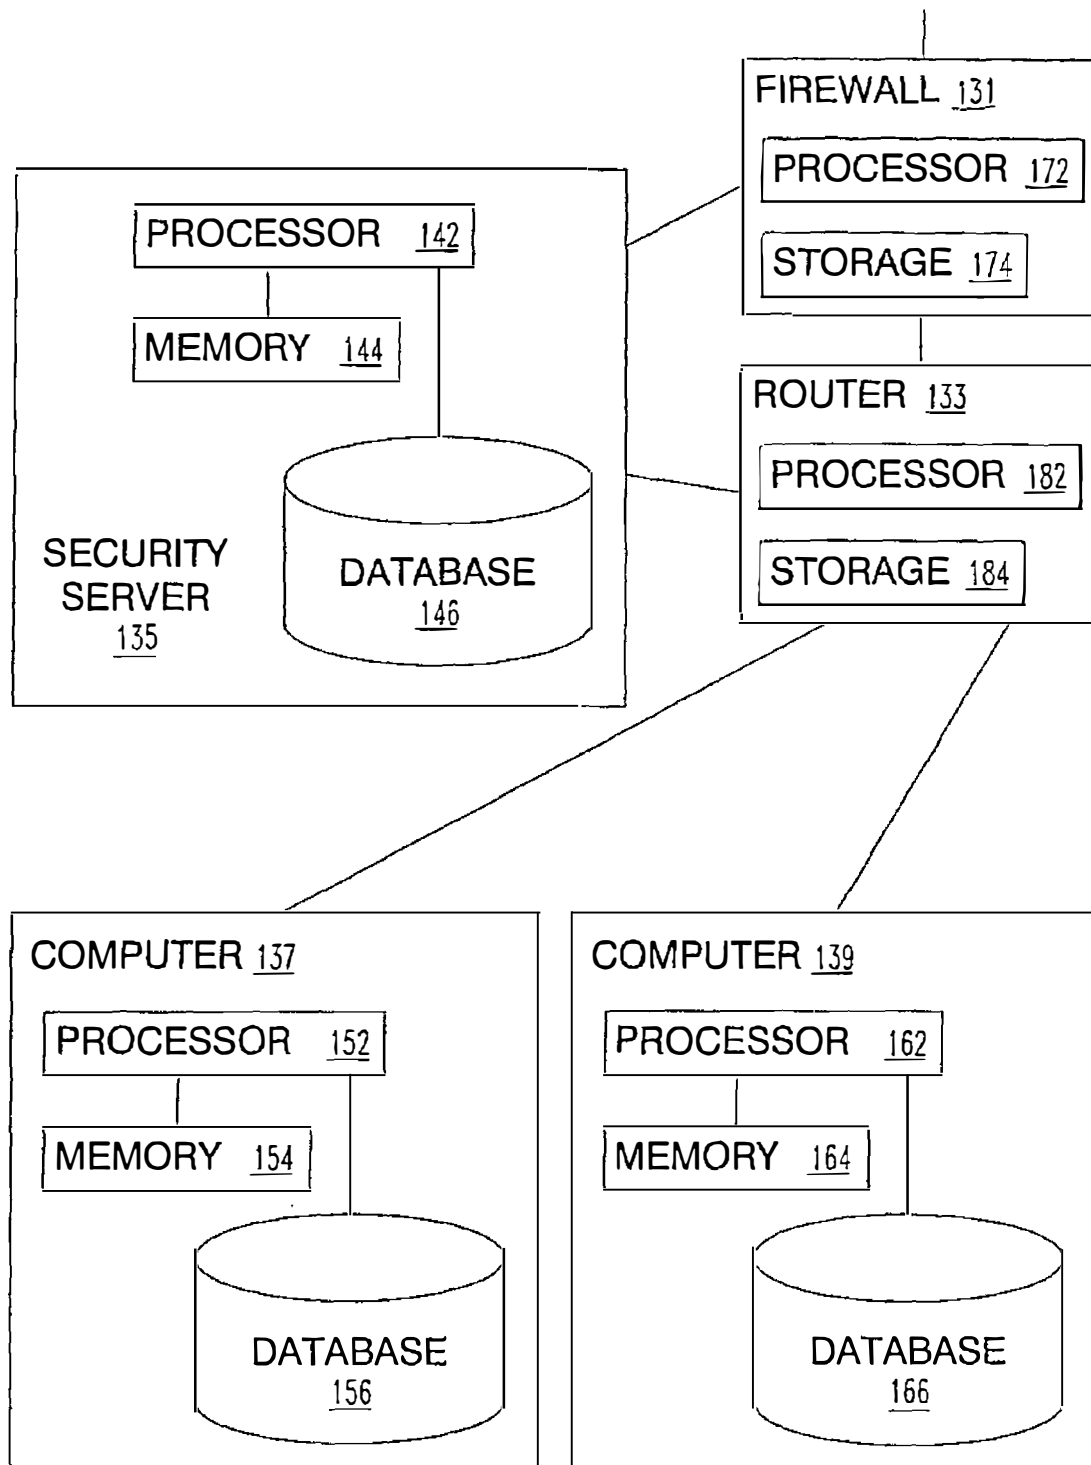 FIREWALL 131
PROCESSOR 172
STORAGE 174
PROCESSOR 142
MEMORY 144
DATABASE
146
SECURITY
SERVER
135
ROUTER 133
PROCESSOR 182
STORAGE 184
COMPUTER 137
PROCESSOR 152
MEMORY 154
DATABASE
156
COMPUTER 139
PROCESSOR 162
MEMORY 164
DATABASE
166